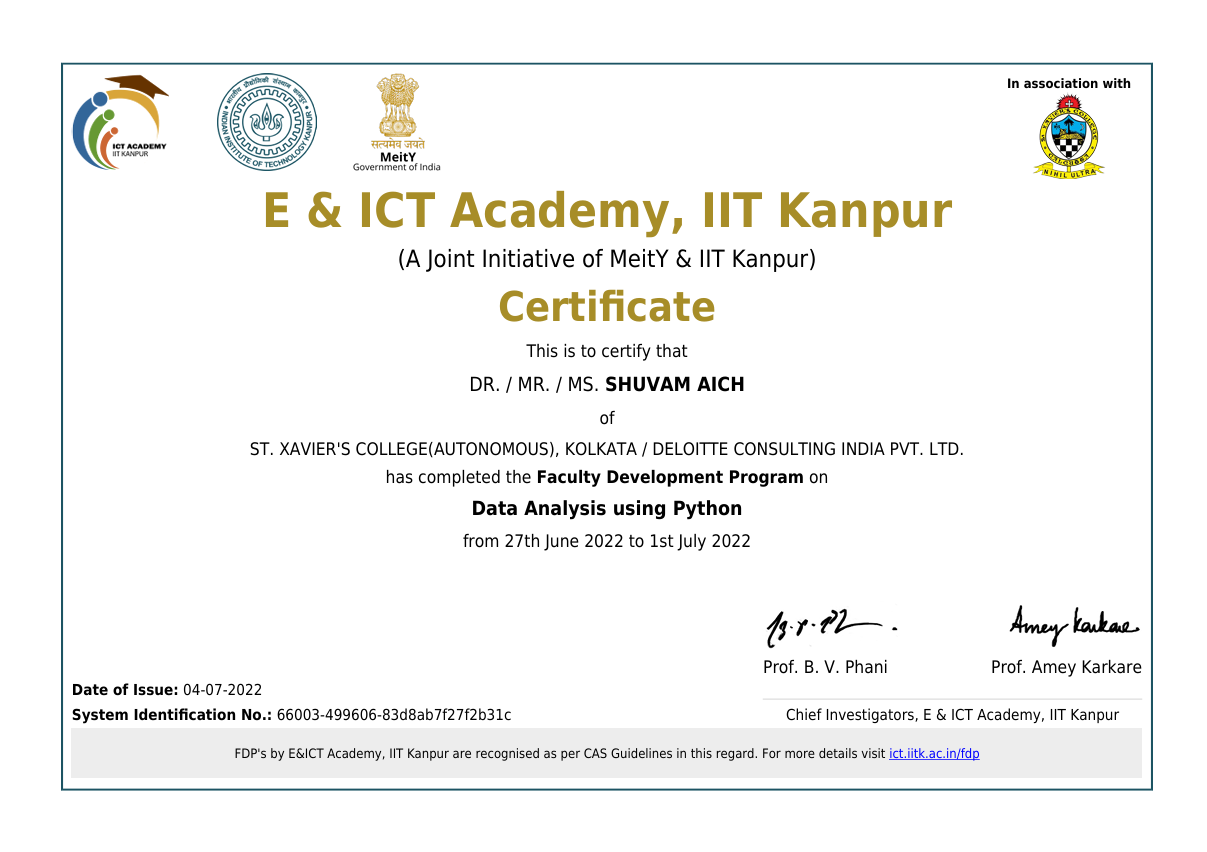 In association with
ICT ACADEMY
IIT KANPUR
भारतीय प्रौद्योगिकी संस्थान कानपुर
INDIAN INSTITUTE OF TECHNOLOGY KANPUR
सत्यमेव जयते
MeitY
Government of India
NIHIL ULTRA
E & ICT Academy, IIT Kanpur
(A Joint Initiative of MeitY & IIT Kanpur)
Certificate
This is to certify that
DR. / MR. / MS. SHUVAM AICH
of
ST. XAVIER'S COLLEGE(AUTONOMOUS), KOLKATA / DELOITTE CONSULTING INDIA PVT. LTD.
has completed the Faculty Development Program on
Data Analysis using Python
from 27th June 2022 to 1st July 2022
Amey Karkare
Prof. B. V. Phani
Prof. Amey Karkare
Date of Issue: 04-07-2022
System Identification No.: 66003-499606-83d8ab7f27f2b31c
Chief Investigators, E & ICT Academy, IIT Kanpur
FDP's by E&ICT Academy, IIT Kanpur are recognised as per CAS Guidelines in this regard. For more details visit ict.iitk.ac.in/fdp